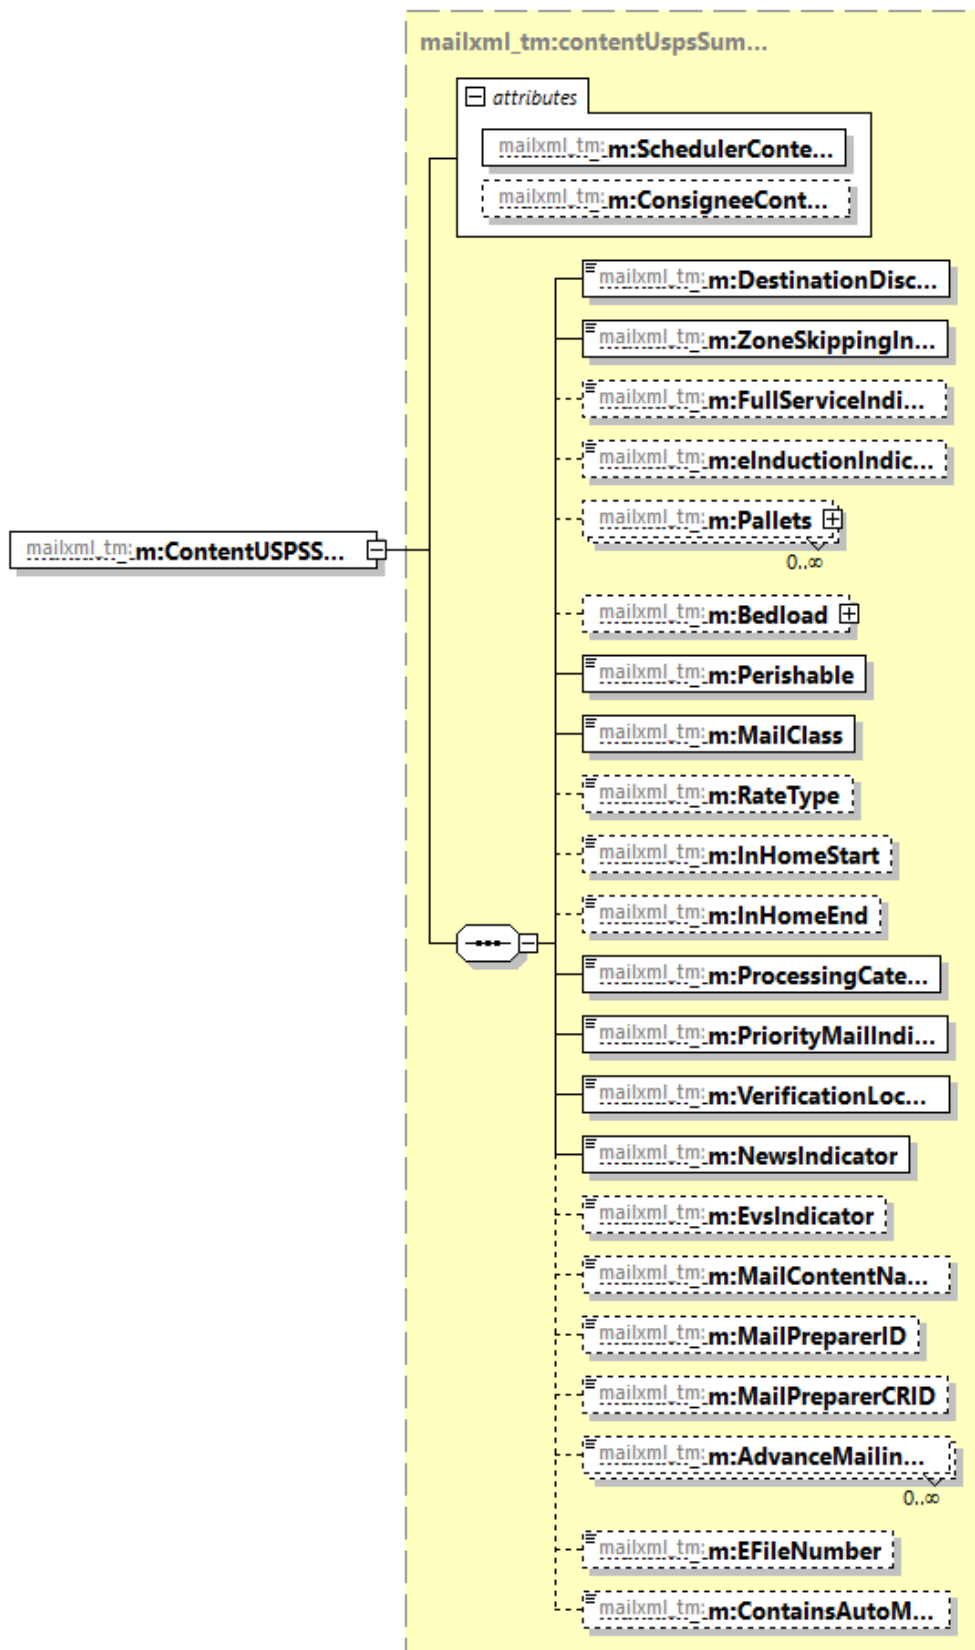 mailxml_tm:contentUspsSum...
attributes
mailxml_tm:m:SchedulerConte...
mailxml_tm:m:ConsigneeCont...
mailxml_tm:m:DestinationDisc...
mailxml_tm:m:ZoneSkippingIn...
mailxml_tm:m:FullServiceIndi...
mailxml_tm:m:eInductionIndic...
mailxml_tm:m:Pallets
0..∞
mailxml_tm:m:ContentUSPSS...
mailxml_tm:m:Bedload
mailxml_tm:m:Perishable
mailxml_tm:m:MailClass
mailxml_tm:m:RateType
mailxml_tm:m:InHomeStart
mailxml_tm:m:InHomeEnd
mailxml_tm:m:ProcessingCate...
mailxml_tm:m:PriorityMailIndi...
mailxml_tm:m:VerificationLoc...
mailxml_tm:m:NewsIndicator
mailxml_tm:m:EvsIndicator
mailxml_tm:m:MailContentNa...
mailxml_tm:m:MailPreparerID
mailxml_tm:m:MailPreparerCRID
mailxml_tm:m:AdvanceMailin...
0..∞
mailxml_tm:m:EFileNumber
mailxml_tm:m:ContainsAutoM...